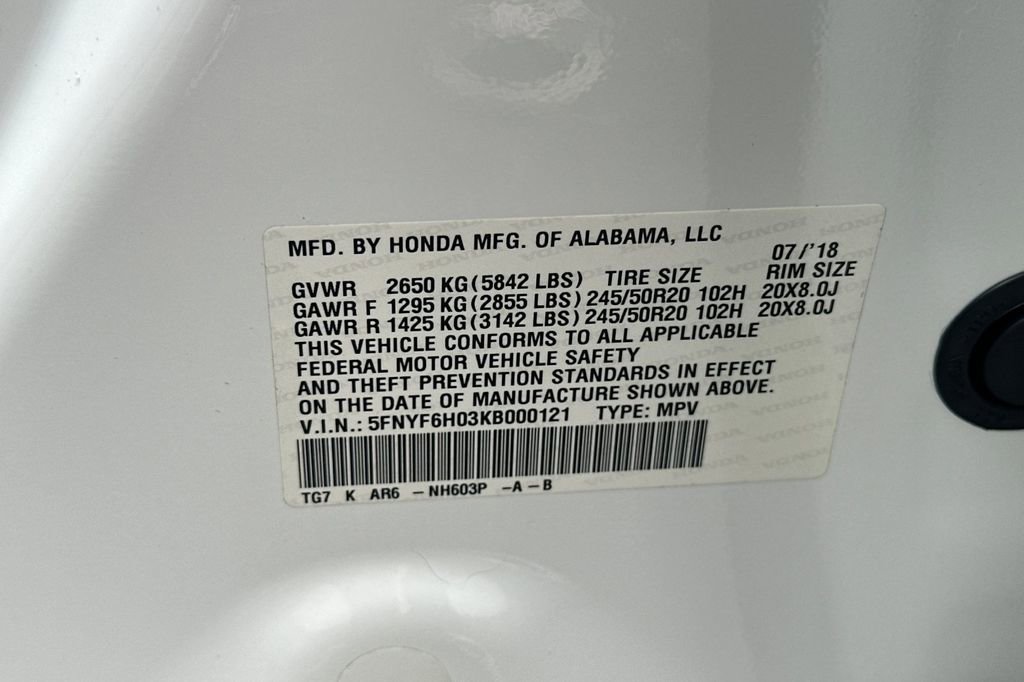 MFD. BY HONDA MFG. OF ALABAMA, LLC
07/'18
GVWR 2650 KG(5842 LBS) TIRE SIZE RIM SIZE
GAWR F 1295 KG(2855 LBS) 245/50R20 102H 20X8.0J
GAWR R 1425 KG(3142 LBS) 245/50R20 102H 20X8.0J
THIS VEHICLE CONFORMS TO ALL APPLICABLE
FEDERAL MOTOR VEHICLE SAFETY
AND THEFT PREVENTION STANDARDS IN EFFECT
ON THE DATE OF MANUFACTURE SHOWN ABOVE.
V.I.N.: 5FNYF6H03KB000121 TYPE: MPV
TG7 K AR6 -NH603P -A-B